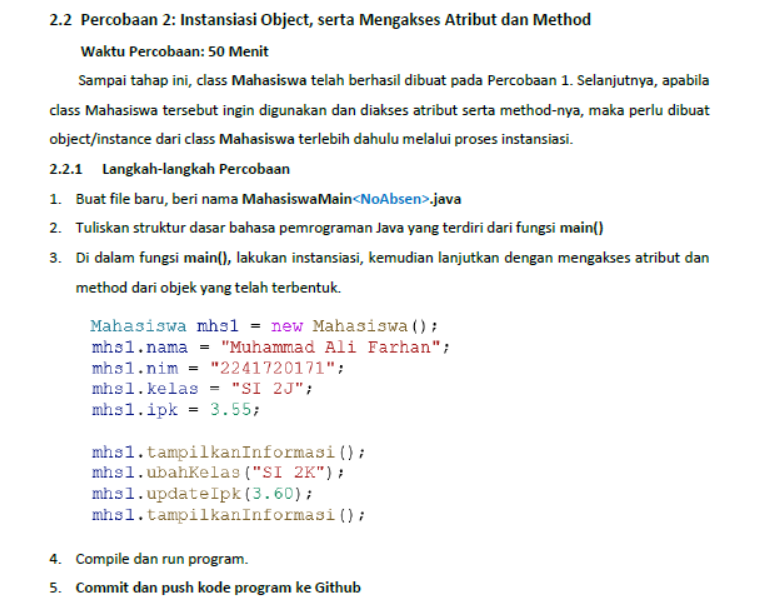 2.2 Percobaan 2: Instansiasi Object, serta Mengakses Atribut dan Method
Waktu Percobaan: 50 Menit
Sampai tahap ini, class Mahasiswa telah berhasil dibuat pada Percobaan 1. Selanjutnya, apabila
class Mahasiswa tersebut ingin digunakan dan diakses atribut serta method-nya, maka perlu dibuat
object/instance dari class Mahasiswa terlebih dahulu melalui proses instansiasi.
2.2.1 Langkah-langkah Percobaan
1. Buat file baru, beri nama MahasiswaMain<NoAbsen>.java
2. Tuliskan struktur dasar bahasa pemrograman Java yang terdiri dari fungsi main()
3. Di dalam fungsi main(), lakukan instansiasi, kemudian lanjutkan dengan mengakses atribut dan
method dari objek yang telah terbentuk.
Mahasiswa mhs1 = new Mahasiswa();
mhs1.nama = "Muhammad Ali Farhan";
mhs1.nim = "2241720171";
mhs1.kelas = "SI 2J";
mhs1.ipk = 3.55;
mhs1.tampilkanInformasi();
mhs1.ubahKelas("SI 2K");
mhs1.updateIpk(3.60);
mhs1.tampilkanInformasi();
4. Compile dan run program.
5. Commit dan push kode program ke Github